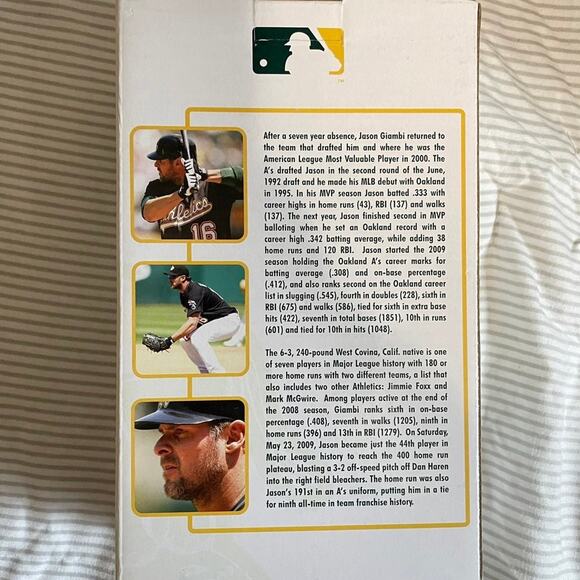 TM
After a seven year absence, Jason Giambi returned to
the team that drafted him and where he was the
American League Most Valuable Player in 2000. The
A's drafted Jason in the second round of the June,
1992 draft and he made his MLB debut with Oakland
in 1995. In his MVP season Jason batted .333 with
career highs in home runs (43), RBI (137) and walks
(137). The next year, Jason finished second in MVP
balloting when he set an Oakland record with a
career high .342 batting average, while adding 38
home runs and 120 RBI. Jason started the 2009
season holding the Oakland A's career marks for
batting average (.308) and on-base percentage
(.412), and also ranks second on the Oakland career
list in slugging (.545), fourth in doubles (228), sixth in
RBI (675) and walks (586), tied for sixth in extra base
hits (422), seventh in total bases (1851), 10th in runs
(601) and tied for 10th in hits (1048).
The 6-3, 240-pound West Covina, Calif. native is one
of seven players in Major League history with 180 or
more home runs with two different teams, a list that
also includes two other Athletics: Jimmie Foxx and
Mark McGwire. Among players active at the end of
the 2008 season, Giambi ranks sixth in on-base
percentage (.408), seventh in walks (1205), ninth in
home runs (396) and 13th in RBI (1279). On Saturday,
May 23, 2009, Jason became just the 44th player in
Major League history to reach the 400 home run
plateau, blasting a 3-2 off-speed pitch off Dan Haren
into the right field bleachers. The home run was also
Jason's 191st in an A's uniform, putting him in a tie
for ninth all-time in team franchise history.
Athletics
16